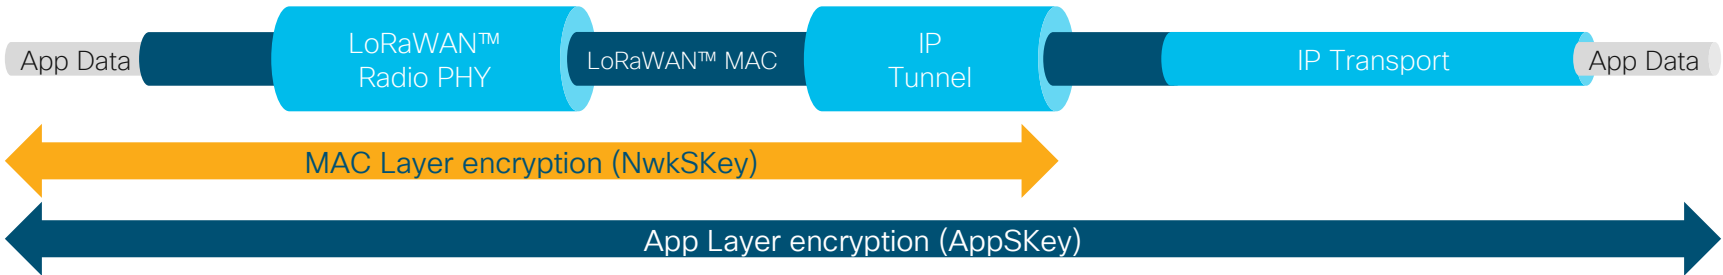 App Data
LoRaWAN™
Radio PHY
LoRaWAN™ MAC
IP
Tunnel
IP Transport
App Data
MAC Layer encryption (NwkSKey)
App Layer encryption (AppSKey)